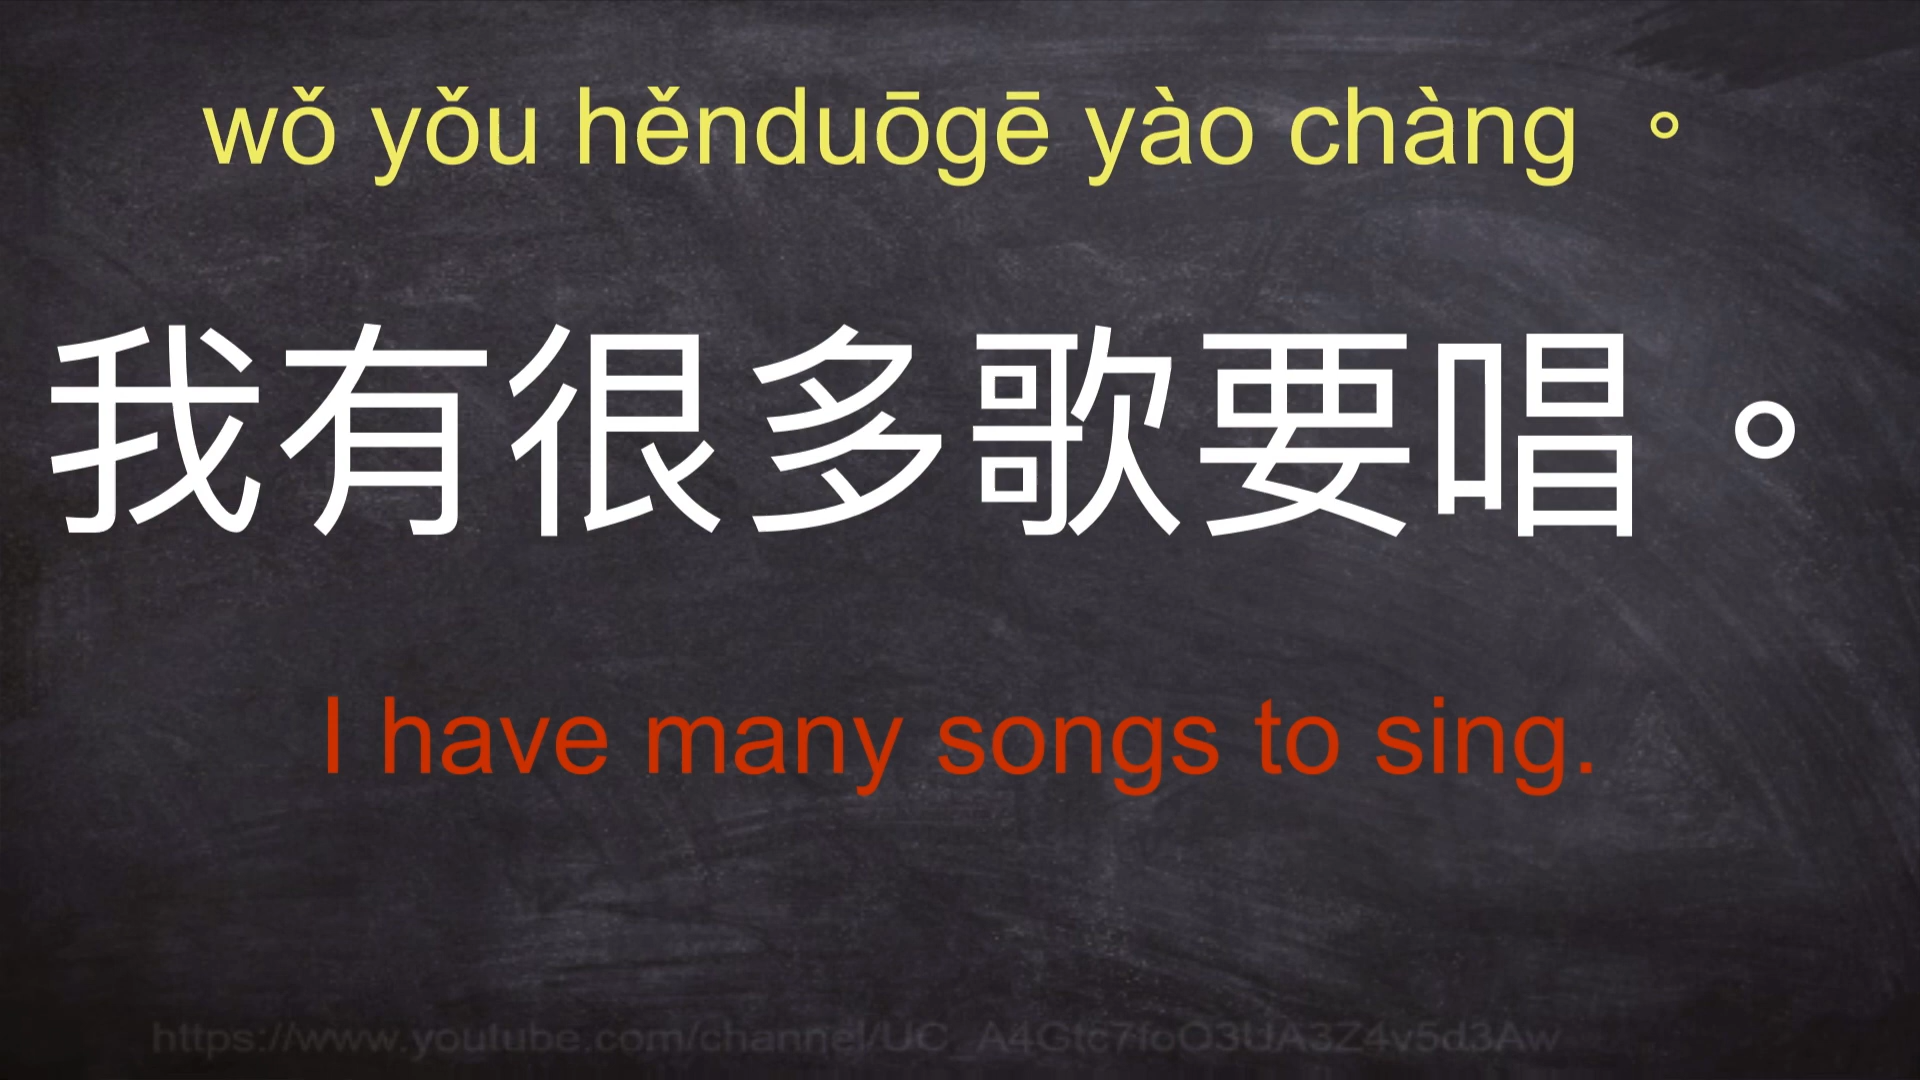 wǒ yǒu hěnduōgē yào chàng 。
我有很多歌要唱。
I have many songs to sing.
https://www.youtube.com/channel/UC_A4Gtc7foO3UA3Z4v5d3Aw